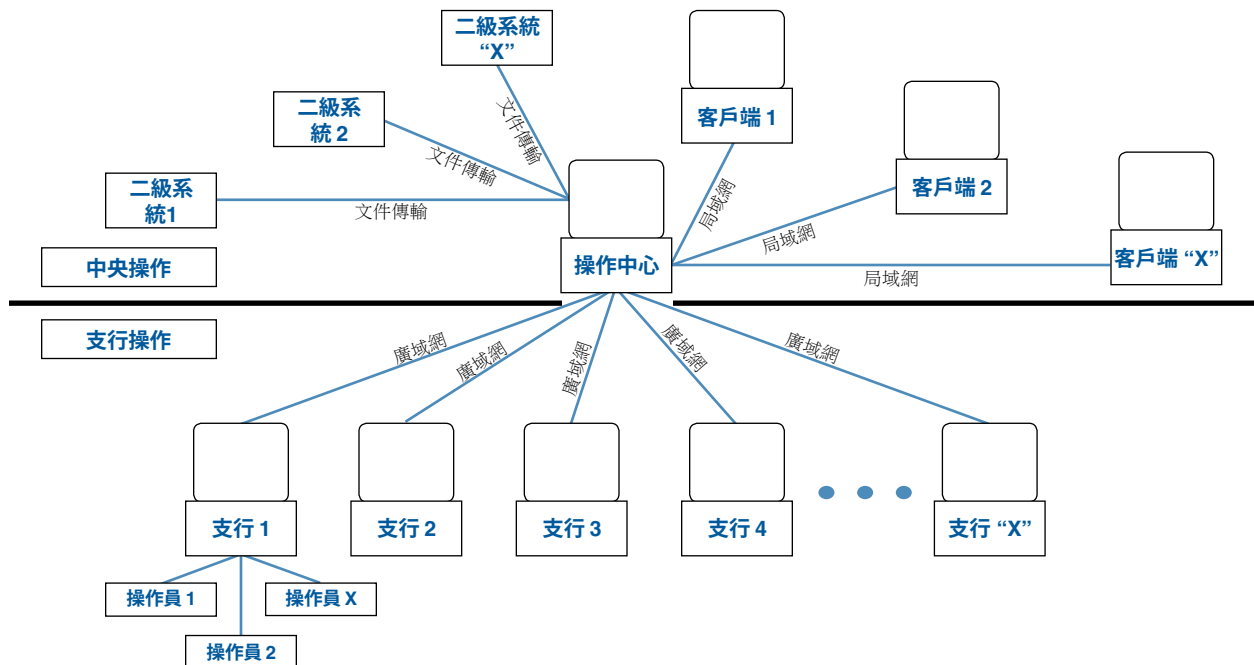 二級系統
“X”
二級系
統 2
二級系
統1
文件傳輸
文件傳輸
文件傳輸
客戶端 1
客戶端 2
客戶端 “X”
局域網
局域網
局域網
操作中心
中央操作
支行操作
廣域網
廣域網
廣域網
廣域網
廣域網
支行 1
支行 2
支行 3
支行 4
支行 “X”
操作員 1
操作員 X
操作員 2